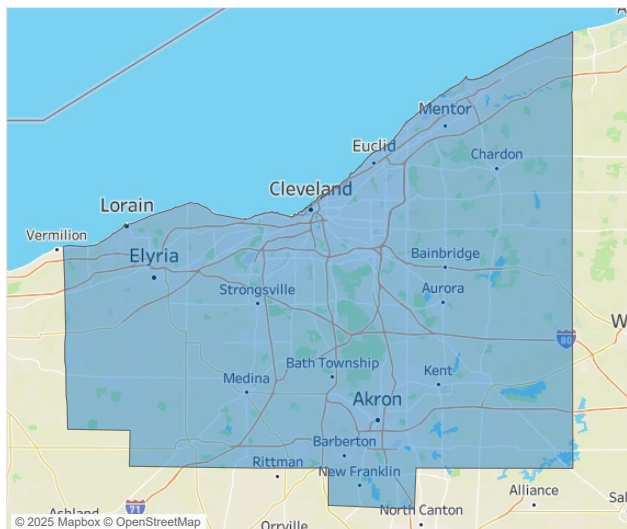 A
Mentor
Euclid
Chardon
Cleveland
Lorain
Vermilion
Elyria
Bainbridge
Strongsville
Aurora
W
80
Bath Township
Medina
Kent
Akron
Barberton
Rittman
New Franklin
Alliance
Sal
71
Ashland
North Canton
Orrville
© 2025 Mapbox © OpenStreetMap